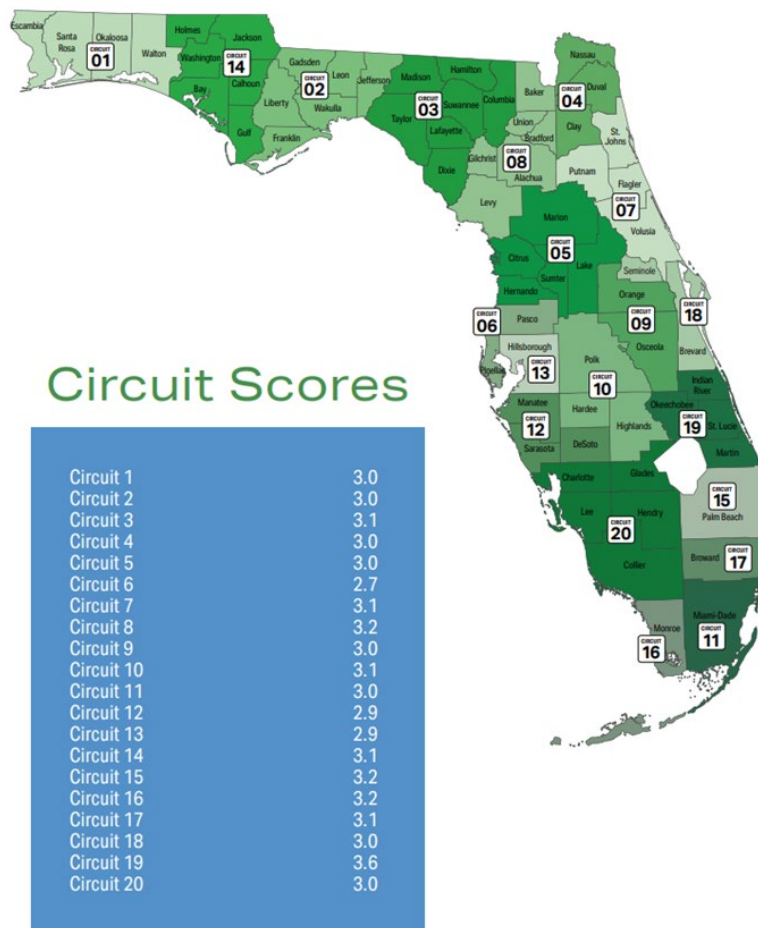 Escambia
Santa
Rosa
Okaloosa
Walton
CIRCUIT
01
Holmes
Jackson
Washington
CIRCUIT
14
Bay
Calhoun
Gulf
Gadsden
Leon
Jefferson
CIRCUIT
02
Liberty
Wakulla
Franklin
Madison
Hamilton
CIRCUIT
03
Suwannee
Columbia
Taylor
Lafayette
Dixie
Nassau
Duval
CIRCUIT
04
Clay
Baker
Union
Bradford
Gilchrist
CIRCUIT
08
Alachua
Levy
St.
Johns
Putnam
Flagler
CIRCUIT
07
Volusia
Marion
CIRCUIT
05
Citrus
Lake
Sumter
Hernando
Seminole
Orange
CIRCUIT
09
Osceola
CIRCUIT
18
Brevard
CIRCUIT
06
Pasco
Pinellas
Hillsborough
CIRCUIT
13
Polk
CIRCUIT
10
Hardee
Highlands
Manatee
CIRCUIT
12
Sarasota
DeSoto
Indian
River
Okeechobee
CIRCUIT
19
St. Lucie
Martin
Charlotte
Glades
Lee
Hendry
CIRCUIT
20
Collier
CIRCUIT
15
Palm Beach
Broward
CIRCUIT
17
Monroe
CIRCUIT
16
Miami-Dade
CIRCUIT
11
Circuit Scores
Circuit 1 3.0
Circuit 2 3.0
Circuit 3 3.1
Circuit 4 3.0
Circuit 5 3.0
Circuit 6 2.7
Circuit 7 3.1
Circuit 8 3.2
Circuit 9 3.0
Circuit 10 3.1
Circuit 11 3.0
Circuit 12 2.9
Circuit 13 2.9
Circuit 14 3.1
Circuit 15 3.2
Circuit 16 3.2
Circuit 17 3.1
Circuit 18 3.0
Circuit 19 3.6
Circuit 20 3.0